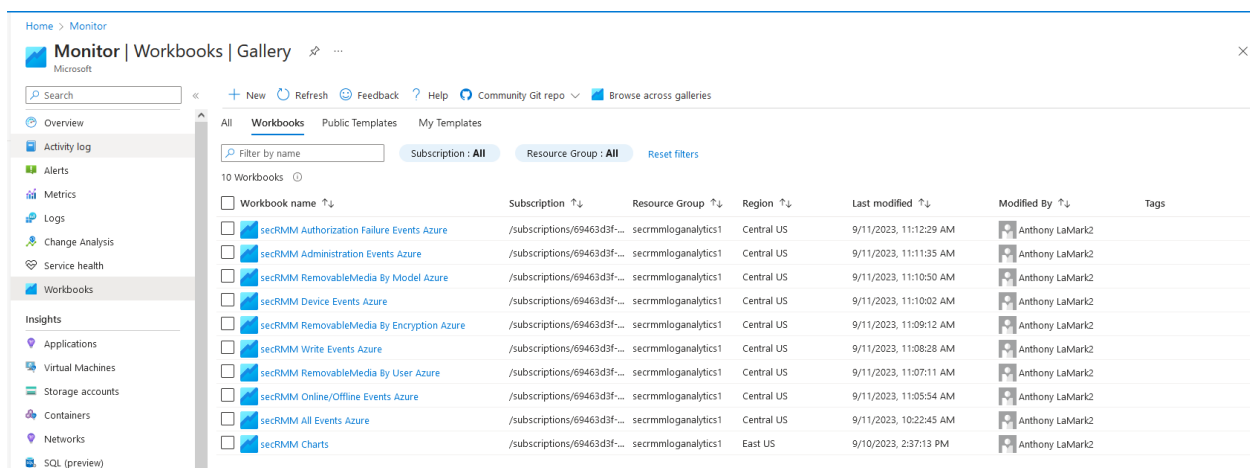 Home > Monitor
Monitor | Workbooks | Gallery ...
Microsoft
Search «
+ New Refresh Feedback ? Help Community Git repo Browse across galleries
Overview
Activity log
Alerts
Metrics
Logs
Change Analysis
Service health
Workbooks
Insights
Applications
Virtual Machines
Storage accounts
Containers
Networks
SQL (preview)
All Workbooks Public Templates My Templates
Filter by name Subscription : All Resource Group : All Reset filters
10 Workbooks
Workbook name ↑↓ Subscription ↑↓ Resource Group ↑↓ Region ↑↓ Last modified ↑↓ Modified By ↑↓ Tags
secRMM Authorization Failure Events Azure /subscriptions/69463d3f-... secrmmloganalytics1 Central US 9/11/2023, 11:12:29 AM Anthony LaMark2
secRMM Administration Events Azure /subscriptions/69463d3f-... secrmmloganalytics1 Central US 9/11/2023, 11:11:35 AM Anthony LaMark2
secRMM RemovableMedia By Model Azure /subscriptions/69463d3f-... secrmmloganalytics1 Central US 9/11/2023, 11:10:50 AM Anthony LaMark2
secRMM Device Events Azure /subscriptions/69463d3f-... secrmmloganalytics1 Central US 9/11/2023, 11:10:02 AM Anthony LaMark2
secRMM RemovableMedia By Encryption Azure /subscriptions/69463d3f-... secrmmloganalytics1 Central US 9/11/2023, 11:09:12 AM Anthony LaMark2
secRMM Write Events Azure /subscriptions/69463d3f-... secrmmloganalytics1 Central US 9/11/2023, 11:08:28 AM Anthony LaMark2
secRMM RemovableMedia By User Azure /subscriptions/69463d3f-... secrmmloganalytics1 Central US 9/11/2023, 11:07:11 AM Anthony LaMark2
secRMM Online/Offline Events Azure /subscriptions/69463d3f-... secrmmloganalytics1 Central US 9/11/2023, 11:05:54 AM Anthony LaMark2
secRMM All Events Azure /subscriptions/69463d3f-... secrmmloganalytics1 Central US 9/11/2023, 10:22:45 AM Anthony LaMark2
secRMM Charts /subscriptions/69463d3f-... secrmmloganalytics1 East US 9/10/2023, 2:37:13 PM Anthony LaMark2